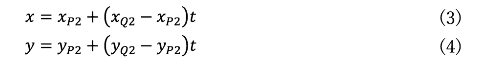 x = x_{P2} + (x_{Q2} − x_{P2})t (3)
y = y_{P2} + (y_{Q2} − y_{P2})t (4)